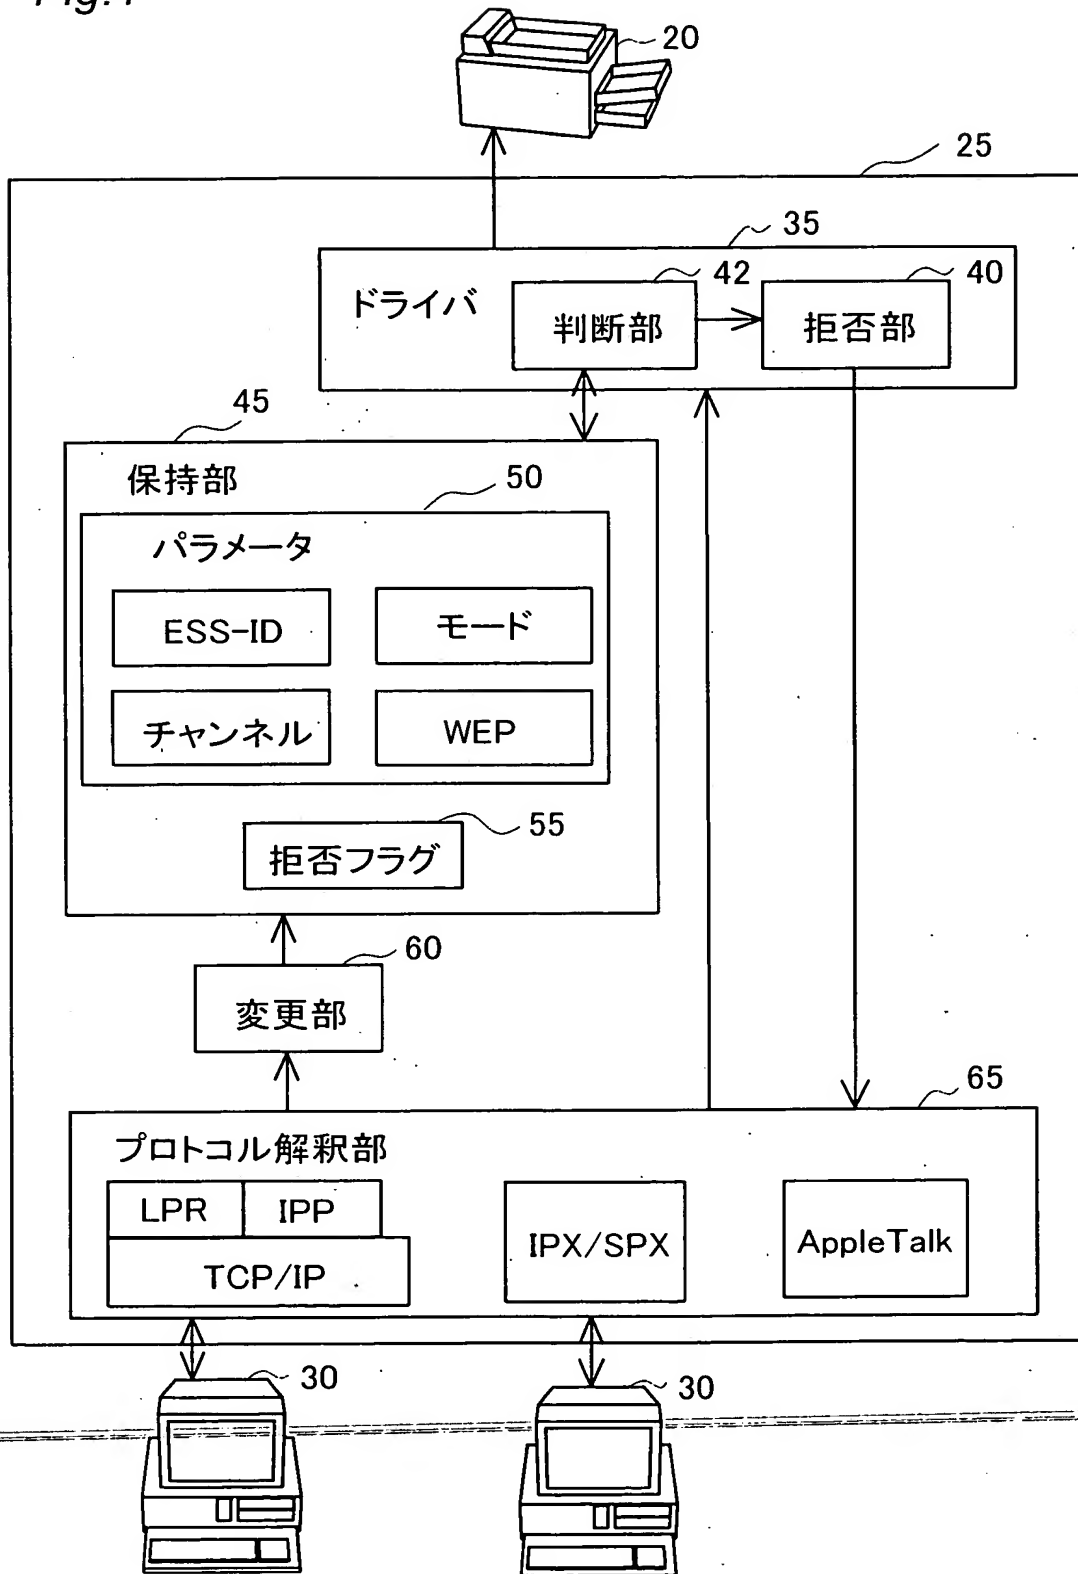 20
25
35
ドライバ
42
40
判断部
拒否部
45
保持部
50
パラメータ
ESS-ID
モード
チャンネル
WEP
55
拒否フラグ
60
変更部
65
プロトコル解釈部
LPR
IPP
TCP/IP
IPX/SPX
AppleTalk
30
30